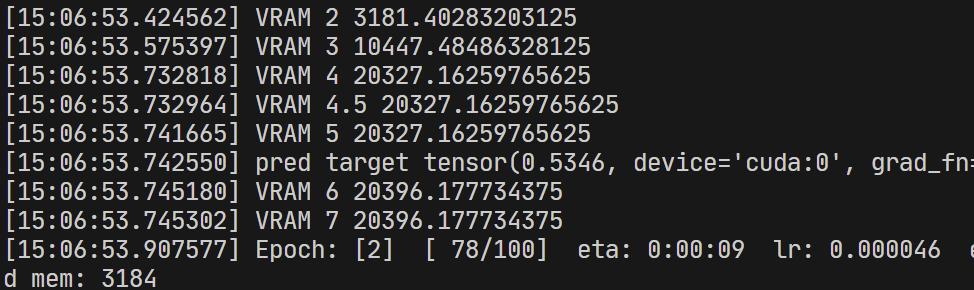 [15:06:53.424562] VRAM 2 3181.40283203125
[15:06:53.575397] VRAM 3 10447.48486328125
[15:06:53.732818] VRAM 4 20327.16259765625
[15:06:53.732964] VRAM 4.5 20327.16259765625
[15:06:53.741665] VRAM 5 20327.16259765625
[15:06:53.742550] pred target tensor(0.5346, device='cuda:0', grad_fn=
[15:06:53.745180] VRAM 6 20396.177734375
[15:06:53.745302] VRAM 7 20396.177734375
[15:06:53.907577] Epoch: [2]  [ 78/100]  eta: 0:00:09  lr: 0.000046  e
d mem: 3184